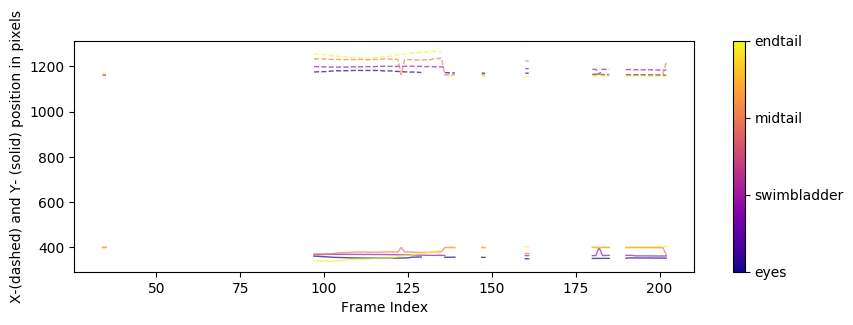 X-(dashed) and Y- (solid) position in pixels
1200
1000
800
600
400
50
75
100
125
150
175
200
Frame Index
endtail
midtail
swimbladder
eyes